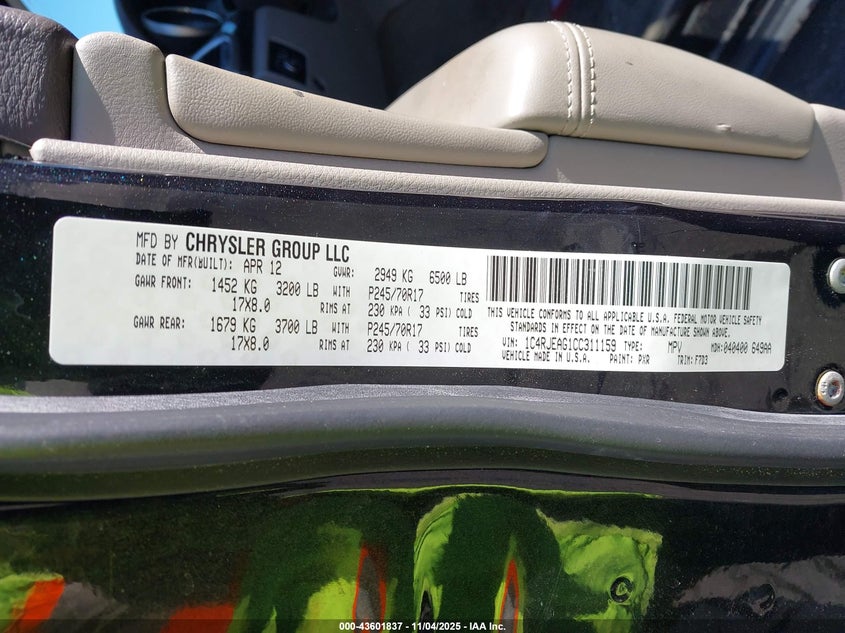 MFD BY CHRYSLER GROUP LLC
DATE OF MFR(WUILT): APR 12 GVWR: 2949 KG 6500 LB
GAWR FRONT: 1452 KG 3200 LB WITH P245/70R17 TIRES
17X8.0 RIMS AT 230 KPA ( 33 PSI) COLD
GAWR REAR: 1679 KG 3700 LB WITH P245/70R17 TIRES
17X8.0 RIMS AT 230 KPA ( 33 PSI) COLD
THIS VEHICLE CONFORMS TO ALL APPLICABLE U.S.A. FEDERAL MOTOR VEHICLE SAFETY
STANDARDS IN EFFECT ON THE DATE OF MANUFACTURE SHOWN ABOVE.
VIN: 1C4RJEAG1CC311159 TYPE: MPV MDH: 040400 649AA
VEHICLE MADE IN U.S.A. PAINT: PXR TRIM: F7D3
000-43601837 - 11/04/2025 - IAA Inc.